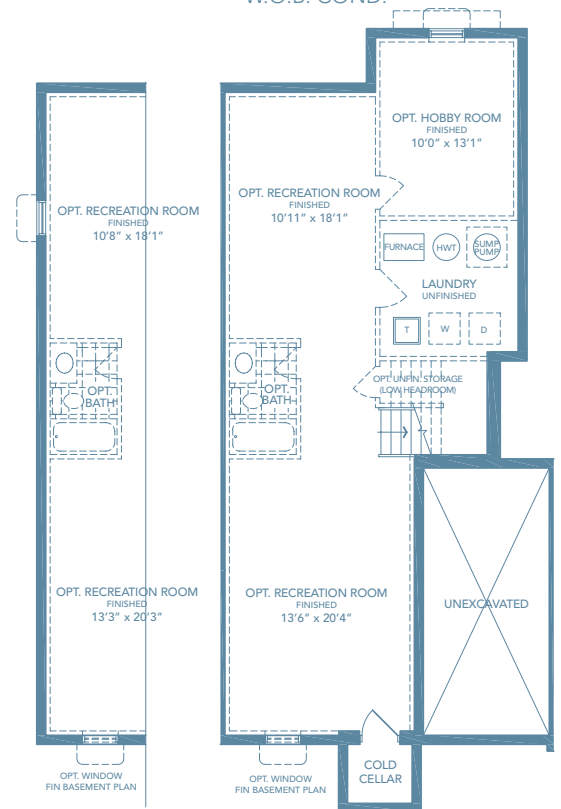 W.O.B. COND.
OPT. HOBBY ROOM
FINISHED
10'0" x 13'1"
OPT. RECREATION ROOM
FINISHED
10'8" x 18'1"
OPT. RECREATION ROOM
FINISHED
10'11" x 18'1"
FURNACE
HWT
SUMP
PUMP
LAUNDRY
UNFINISHED
T
W
D
OPT. UNFIN. STORAGE
(LOW HEADROOM)
OPT.
BATH
OPT.
BATH
OPT. RECREATION ROOM
FINISHED
13'3" x 20'3"
OPT. RECREATION ROOM
FINISHED
13'6" x 20'4"
UNEXCAVATED
COLD
CELLAR
OPT. WINDOW
FIN BASEMENT PLAN
OPT. WINDOW
FIN BASEMENT PLAN